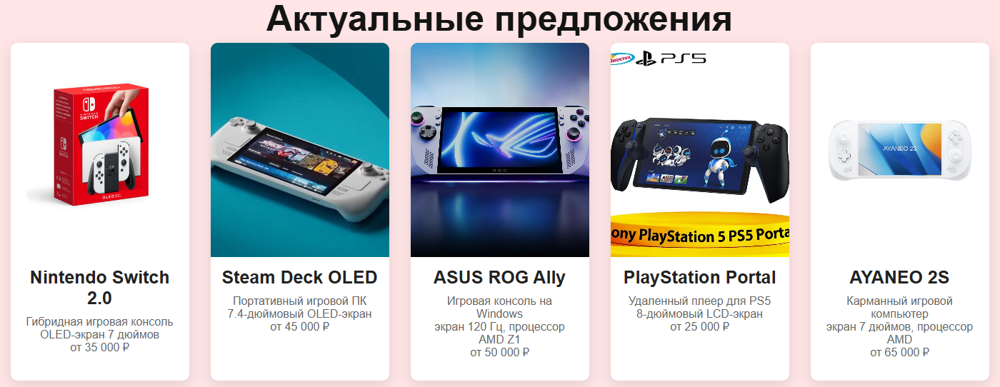 Актуальные предложения
NINTENDO
SWITCH
OLED
ROG
PS5
ony PlayStation 5 PS5 Porta
AYANEO 2S
Nintendo Switch
2.0
Гибридная игровая консоль
OLED-экран 7 дюймов
от 35 000 ₽
Steam Deck OLED
Портативный игровой ПК
7.4-дюймовый OLED-экран
от 45 000 ₽
ASUS ROG Ally
Игровая консоль на
Windows
экран 120 Гц, процессор
AMD Z1
от 50 000 ₽
PlayStation Portal
Удаленный плеер для PS5
8-дюймовый LCD-экран
от 25 000 ₽
AYANEO 2S
Карманный игровой
компьютер
экран 7 дюймов, процессор
AMD
от 65 000 ₽